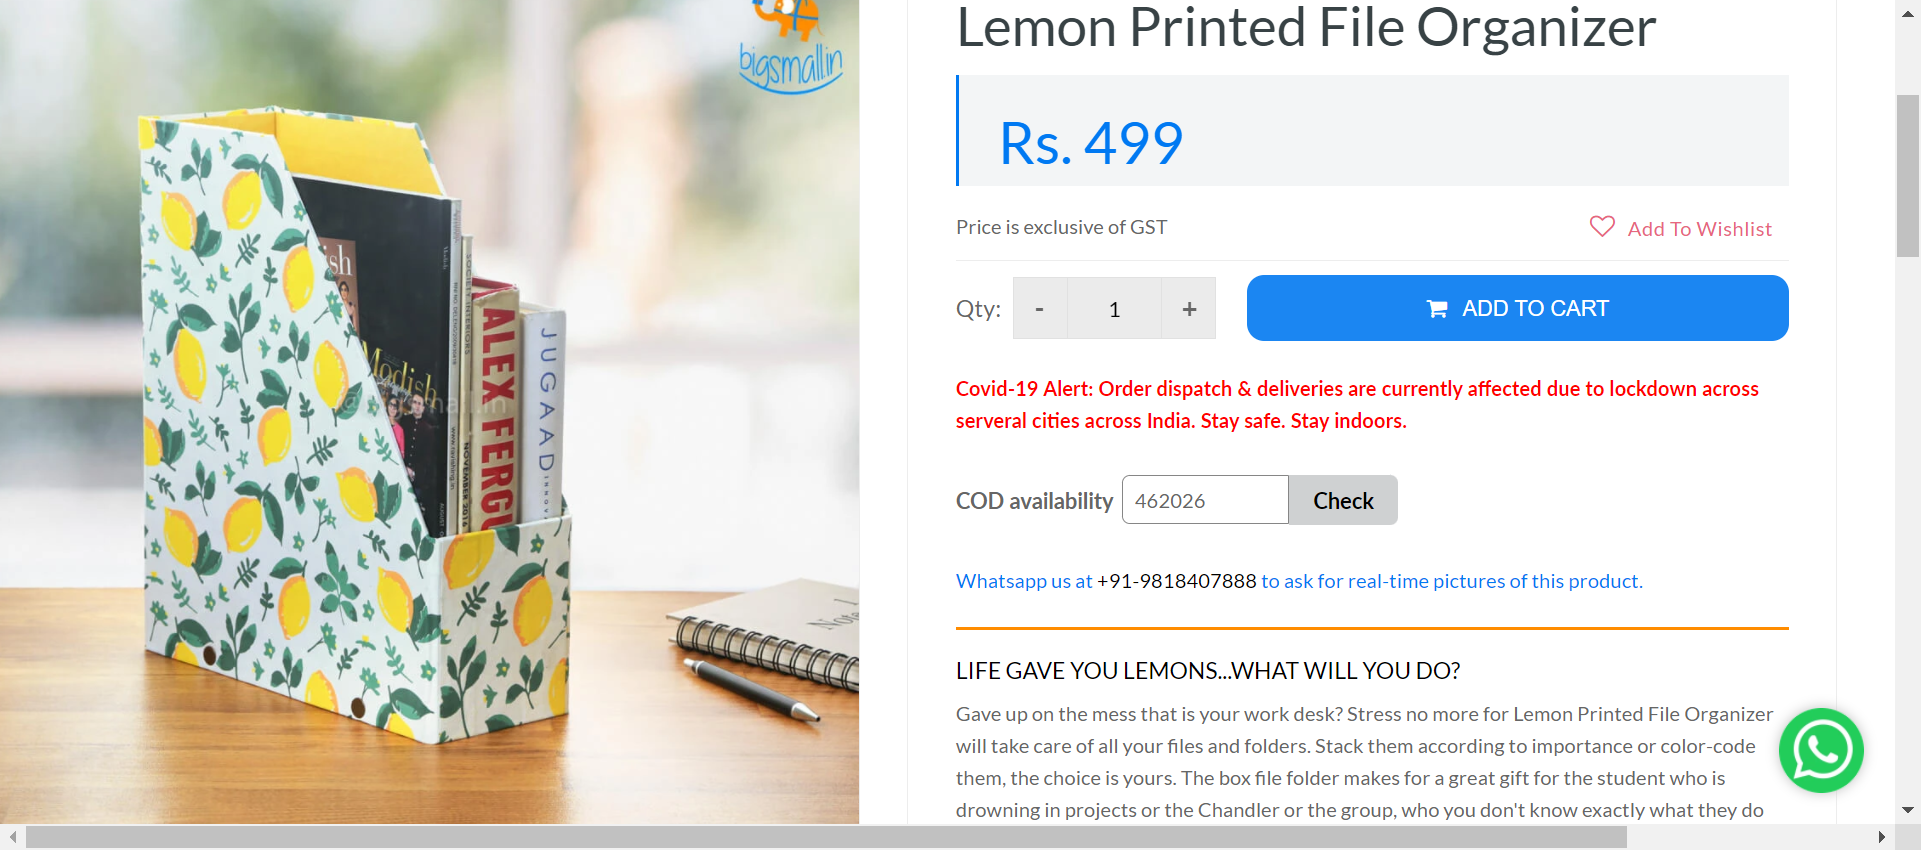 Lemon Printed File Organizer
bigsmall.in
Rs. 499
Price is exclusive of GST
Add To Wishlist
Qty:
-
1
+
ADD TO CART
Covid-19 Alert: Order dispatch & deliveries are currently affected due to lockdown across
serveral cities across India. Stay safe. Stay indoors.
COD availability
462026
Check
Whatsapp us at +91-9818407888 to ask for real-time pictures of this product.
LIFE GAVE YOU LEMONS...WHAT WILL YOU DO?
Gave up on the mess that is your work desk? Stress no more for Lemon Printed File Organizer
will take care of all your files and folders. Stack them according to importance or color-code
them, the choice is yours. The box file folder makes for a great gift for the student who is
drowning in projects or the Chandler or the group, who you don't know exactly what they do
ish
Modish
SOCIETY INTERIORS
NOVEMBER 2014
ALEX FERGU
JUGAAD